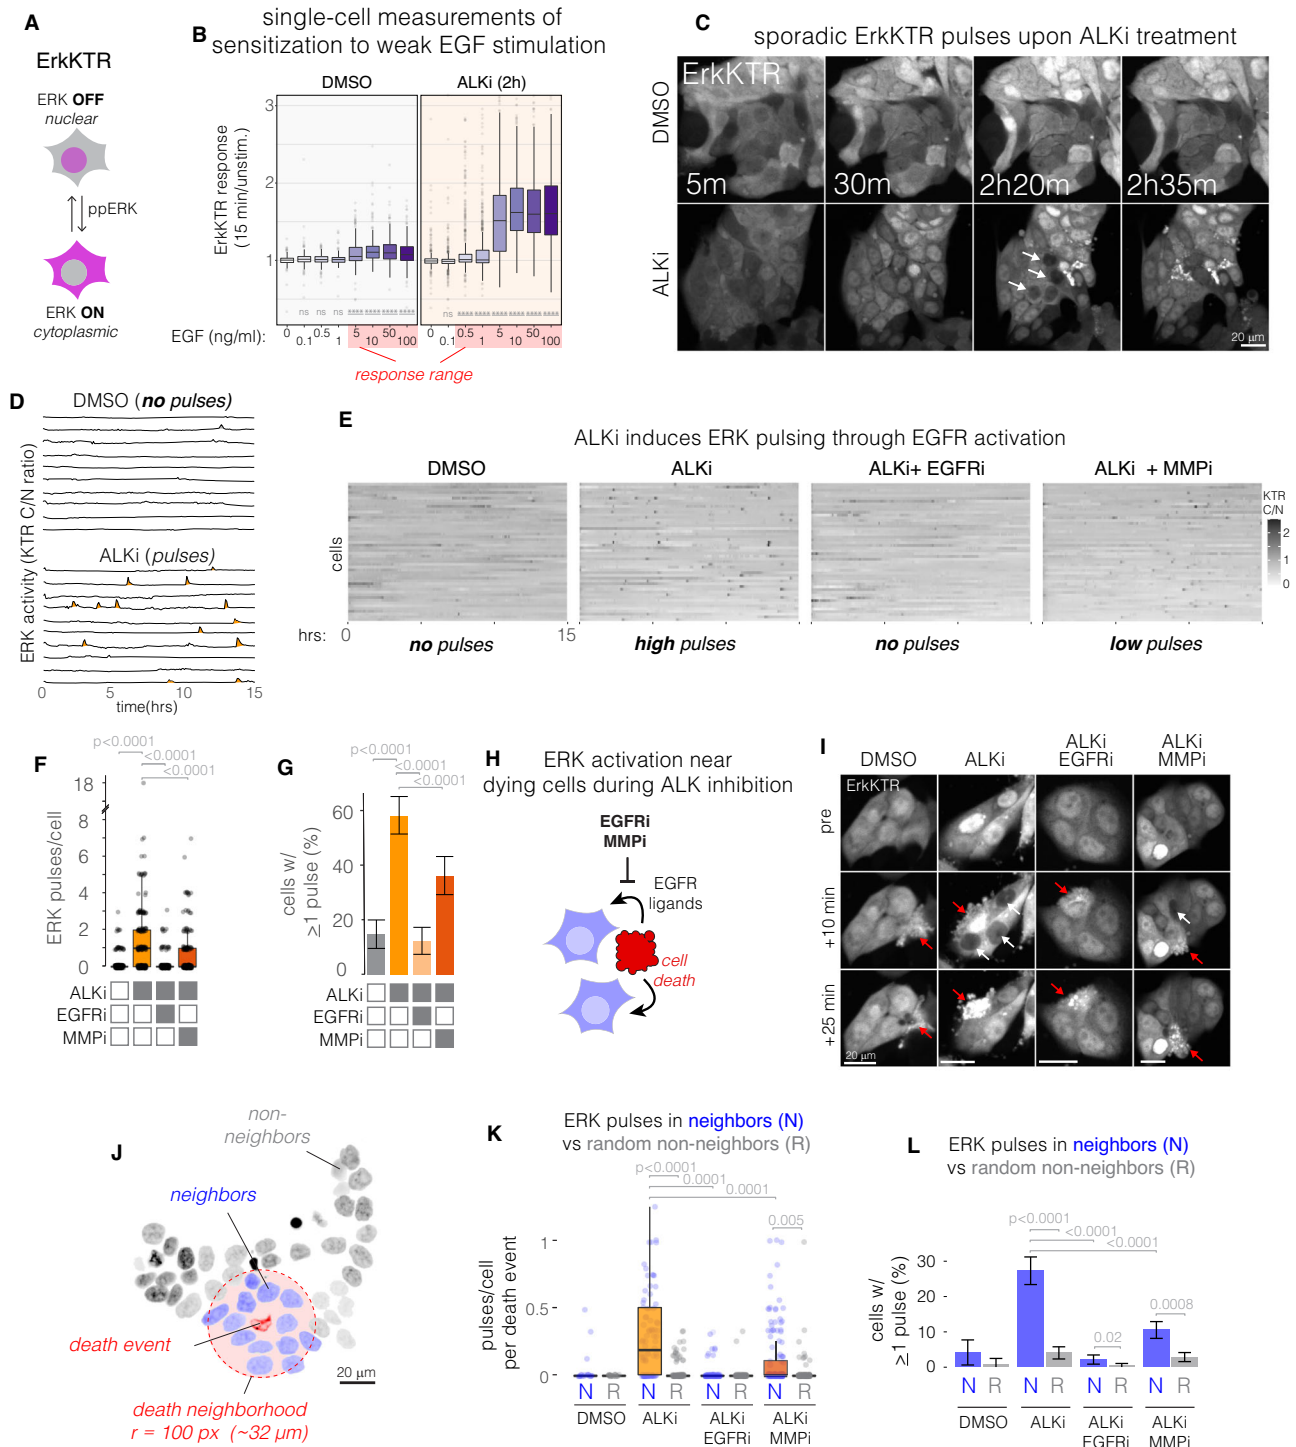 A
ErkKTR
ERK OFF
nuclear
ppERK
ERK ON
cytoplasmic
B
single-cell measurements of
sensitization to weak EGF stimulation
DMSO
ALKi (2h)
ErkKTR response
(15 min/unstim.)
3
2
1
ns ns ns
ns
EGF (ng/ml):
0 0.1 0.5 1 5 10 50 100
0 0.1 0.5 1 5 10 50 100
response range
C
sporadic ErkKTR pulses upon ALKi treatment
DMSO
ErkKTR
5m
30m
2h20m
2h35m
ALKi
20 µm
D
DMSO (no pulses)
ERK activity (KTR C/N ratio)
ALKi (pulses)
0 5 10 15
time(hrs)
E
ALKi induces ERK pulsing through EGFR activation
DMSO
ALKi
ALKi+ EGFRi
ALKi + MMPi
cells
KTR
C/N
2
1
0
hrs: 0 15
no pulses
high pulses
no pulses
low pulses
F
p<0.0001
<0.0001
<0.0001
ERK pulses/cell
18
8
6
4
2
0
ALKi
EGFRi
MMPi
G
p<0.0001
<0.0001
<0.0001
cells w/
≥1 pulse (%)
60
40
20
0
ALKi
EGFRi
MMPi
H
ERK activation near
dying cells during ALK inhibition
EGFRi
MMPi
EGFR
ligands
cell
death
I
DMSO
ALKi
ALKi
EGFRi
ALKi
MMPi
ErkKTR
pre
+10 min
+25 min
20 µm
J
non-
neighbors
neighbors
death event
20 µm
death neighborhood
r = 100 px (~32 µm)
K
ERK pulses in neighbors (N)
vs random non-neighbors (R)
p<0.0001
0.0001
0.0001
0.005
pulses/cell
per death event
1
0.5
0
N R N R N R N R
DMSO
ALKi
ALKi
EGFRi
ALKi
MMPi
L
ERK pulses in neighbors (N)
vs random non-neighbors (R)
p<0.0001
<0.0001
<0.0001
0.0008
0.02
cells w/
≥1 pulse (%)
30
20
10
0
N R N R N R N R
DMSO
ALKi
ALKi
EGFRi
ALKi
MMPi